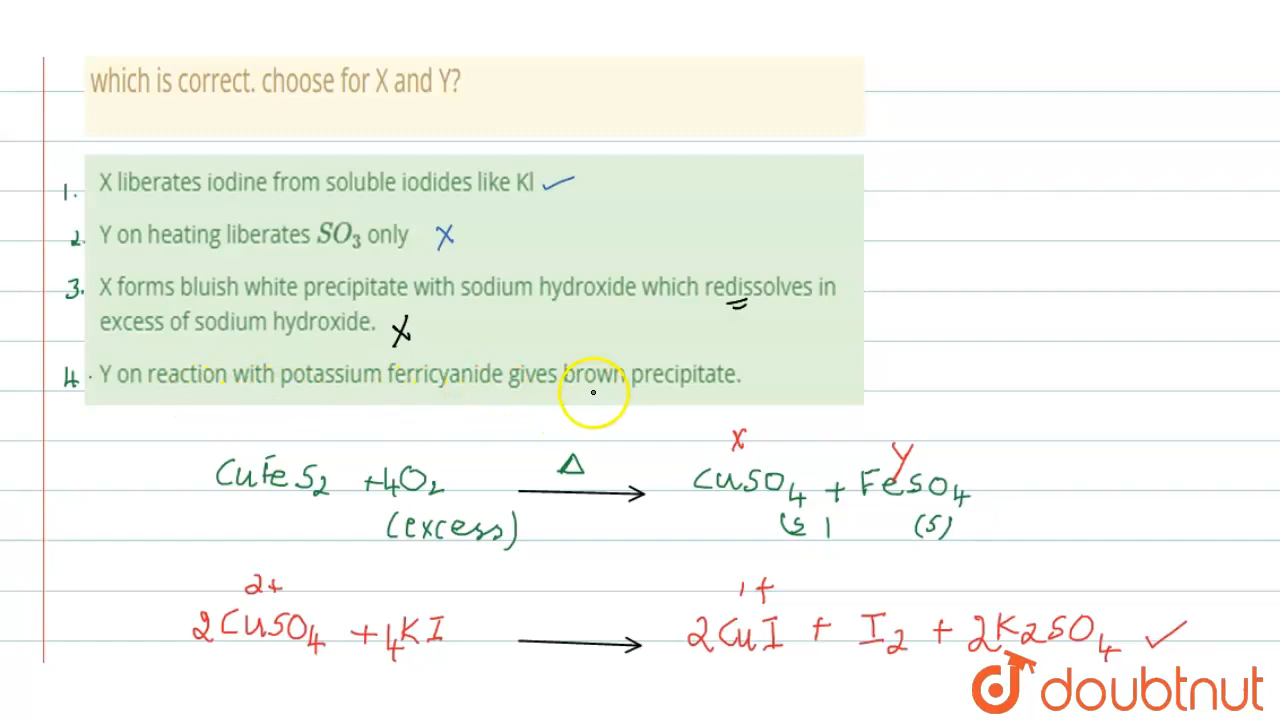 which is correct. choose for X and Y?
1. X liberates iodine from soluble iodides like Kl ✓
2. Y on heating liberates SO₃ only X
3. X forms bluish white precipitate with sodium hydroxide which redissolves in
excess of sodium hydroxide. X
4. Y on reaction with potassium ferricyanide gives brown precipitate.
X Y
CuFeS₂ + 4O₂ Δ → CuSO₄ + FeSO₄
(excess) (s) (s)
2+ 1+
2CuSO₄ + 4KI → 2CuI + I₂ + 2K₂SO₄ ✓
doubtnut